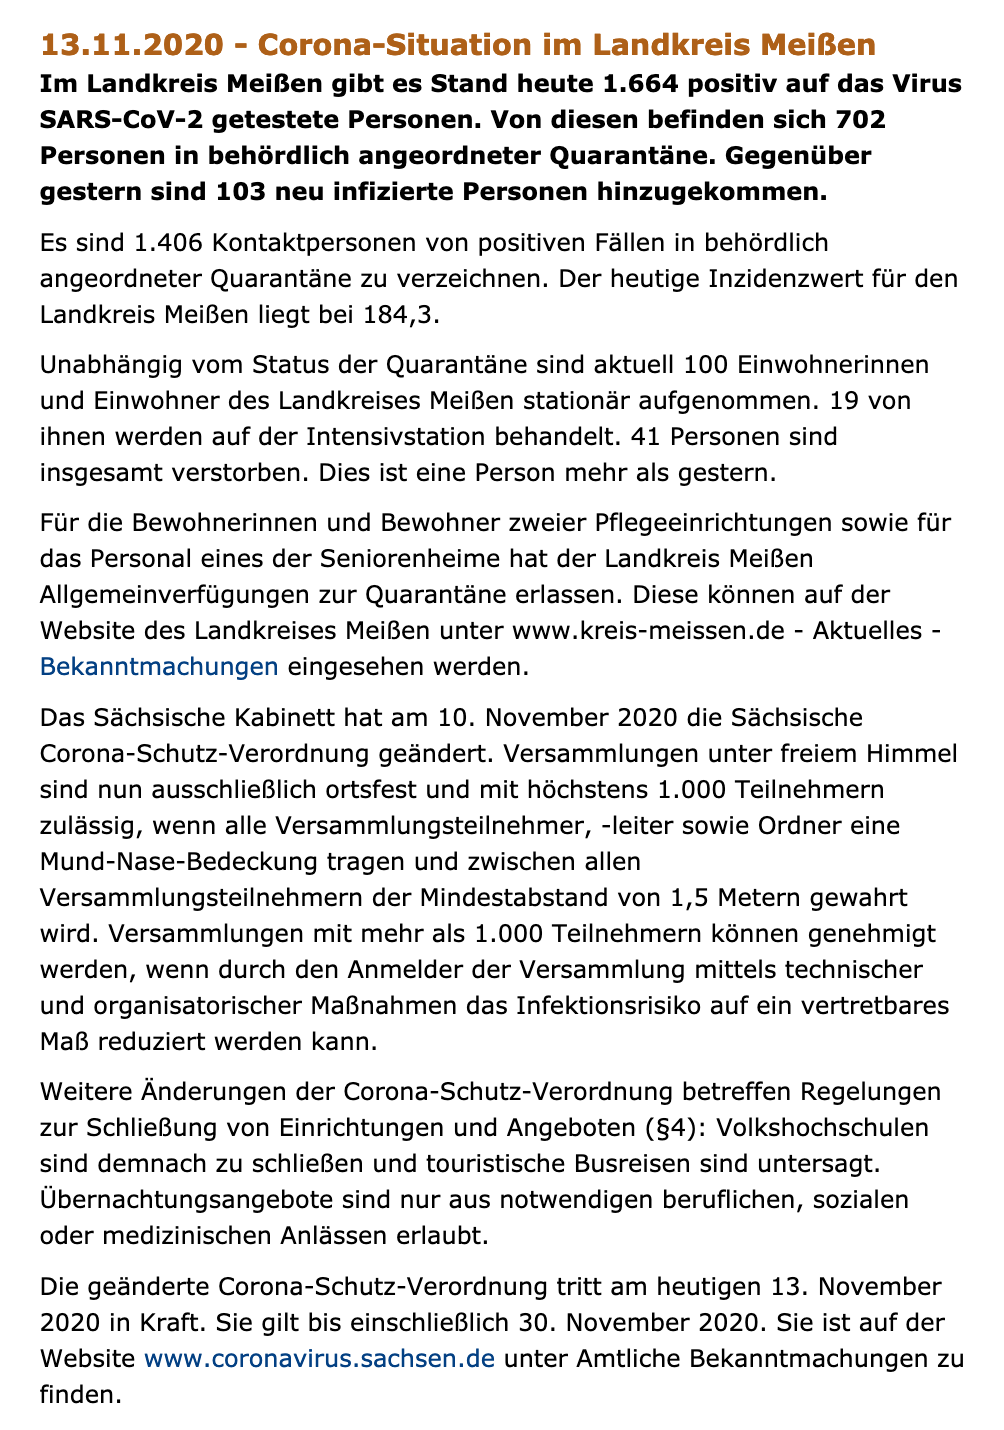 13.11.2020 - Corona-Situation im Landkreis Meißen
Im Landkreis Meißen gibt es Stand heute 1.664 positiv auf das Virus
SARS-CoV-2 getestete Personen. Von diesen befinden sich 702
Personen in behördlich angeordneter Quarantäne. Gegenüber
gestern sind 103 neu infizierte Personen hinzugekommen.
Es sind 1.406 Kontaktpersonen von positiven Fällen in behördlich
angeordneter Quarantäne zu verzeichnen. Der heutige Inzidenzwert für den
Landkreis Meißen liegt bei 184,3.
Unabhängig vom Status der Quarantäne sind aktuell 100 Einwohnerinnen
und Einwohner des Landkreises Meißen stationär aufgenommen. 19 von
ihnen werden auf der Intensivstation behandelt. 41 Personen sind
insgesamt verstorben. Dies ist eine Person mehr als gestern.
Für die Bewohnerinnen und Bewohner zweier Pflegeeinrichtungen sowie für
das Personal eines der Seniorenheime hat der Landkreis Meißen
Allgemeinverfügungen zur Quarantäne erlassen. Diese können auf der
Website des Landkreises Meißen unter www.kreis-meissen.de - Aktuelles -
Bekanntmachungen eingesehen werden.
Das Sächsische Kabinett hat am 10. November 2020 die Sächsische
Corona-Schutz-Verordnung geändert. Versammlungen unter freiem Himmel
sind nun ausschließlich ortsfest und mit höchstens 1.000 Teilnehmern
zulässig, wenn alle Versammlungsteilnehmer, -leiter sowie Ordner eine
Mund-Nase-Bedeckung tragen und zwischen allen
Versammlungsteilnehmern der Mindestabstand von 1,5 Metern gewahrt
wird. Versammlungen mit mehr als 1.000 Teilnehmern können genehmigt
werden, wenn durch den Anmelder der Versammlung mittels technischer
und organisatorischer Maßnahmen das Infektionsrisiko auf ein vertretbares
Maß reduziert werden kann.
Weitere Änderungen der Corona-Schutz-Verordnung betreffen Regelungen
zur Schließung von Einrichtungen und Angeboten (§4): Volkshochschulen
sind demnach zu schließen und touristische Busreisen sind untersagt.
Übernachtungsangebote sind nur aus notwendigen beruflichen, sozialen
oder medizinischen Anlässen erlaubt.
Die geänderte Corona-Schutz-Verordnung tritt am heutigen 13. November
2020 in Kraft. Sie gilt bis einschließlich 30. November 2020. Sie ist auf der
Website www.coronavirus.sachsen.de unter Amtliche Bekanntmachungen zu
finden.